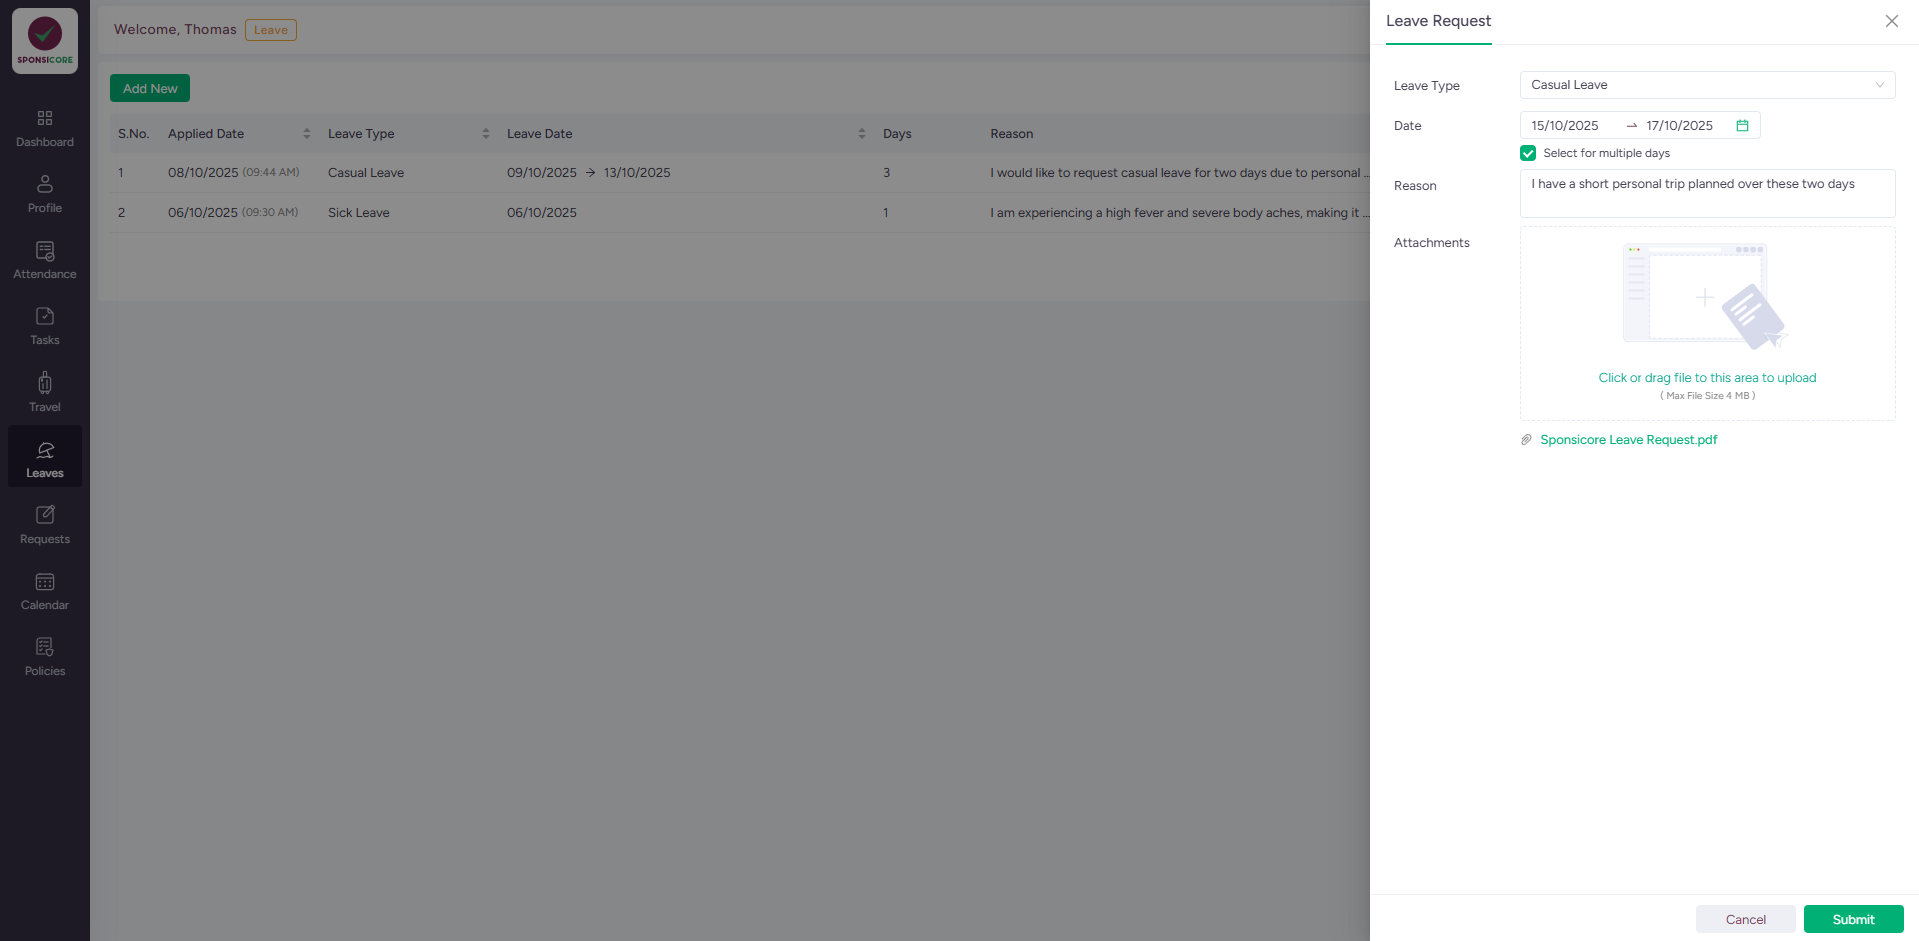 SPONSICORE
Dashboard
Profile
Attendance
Tasks
Travel
Leaves
Requests
Calendar
Policies
Welcome, Thomas Leave
Add New
S.No. Applied Date Leave Type Leave Date Days Reason
1 08/10/2025 (09:44 AM) Casual Leave 09/10/2025 → 13/10/2025 3 I would like to request casual leave for two days due to personal ...
2 06/10/2025 (09:30 AM) Sick Leave 06/10/2025 1 I am experiencing a high fever and severe body aches, making it ...
Leave Request
Leave Type Casual Leave
Date 15/10/2025 → 17/10/2025
Select for multiple days
Reason I have a short personal trip planned over these two days
Attachments
Click or drag file to this area to upload
( Max File Size 4 MB )
Sponsicore Leave Request.pdf
Cancel Submit